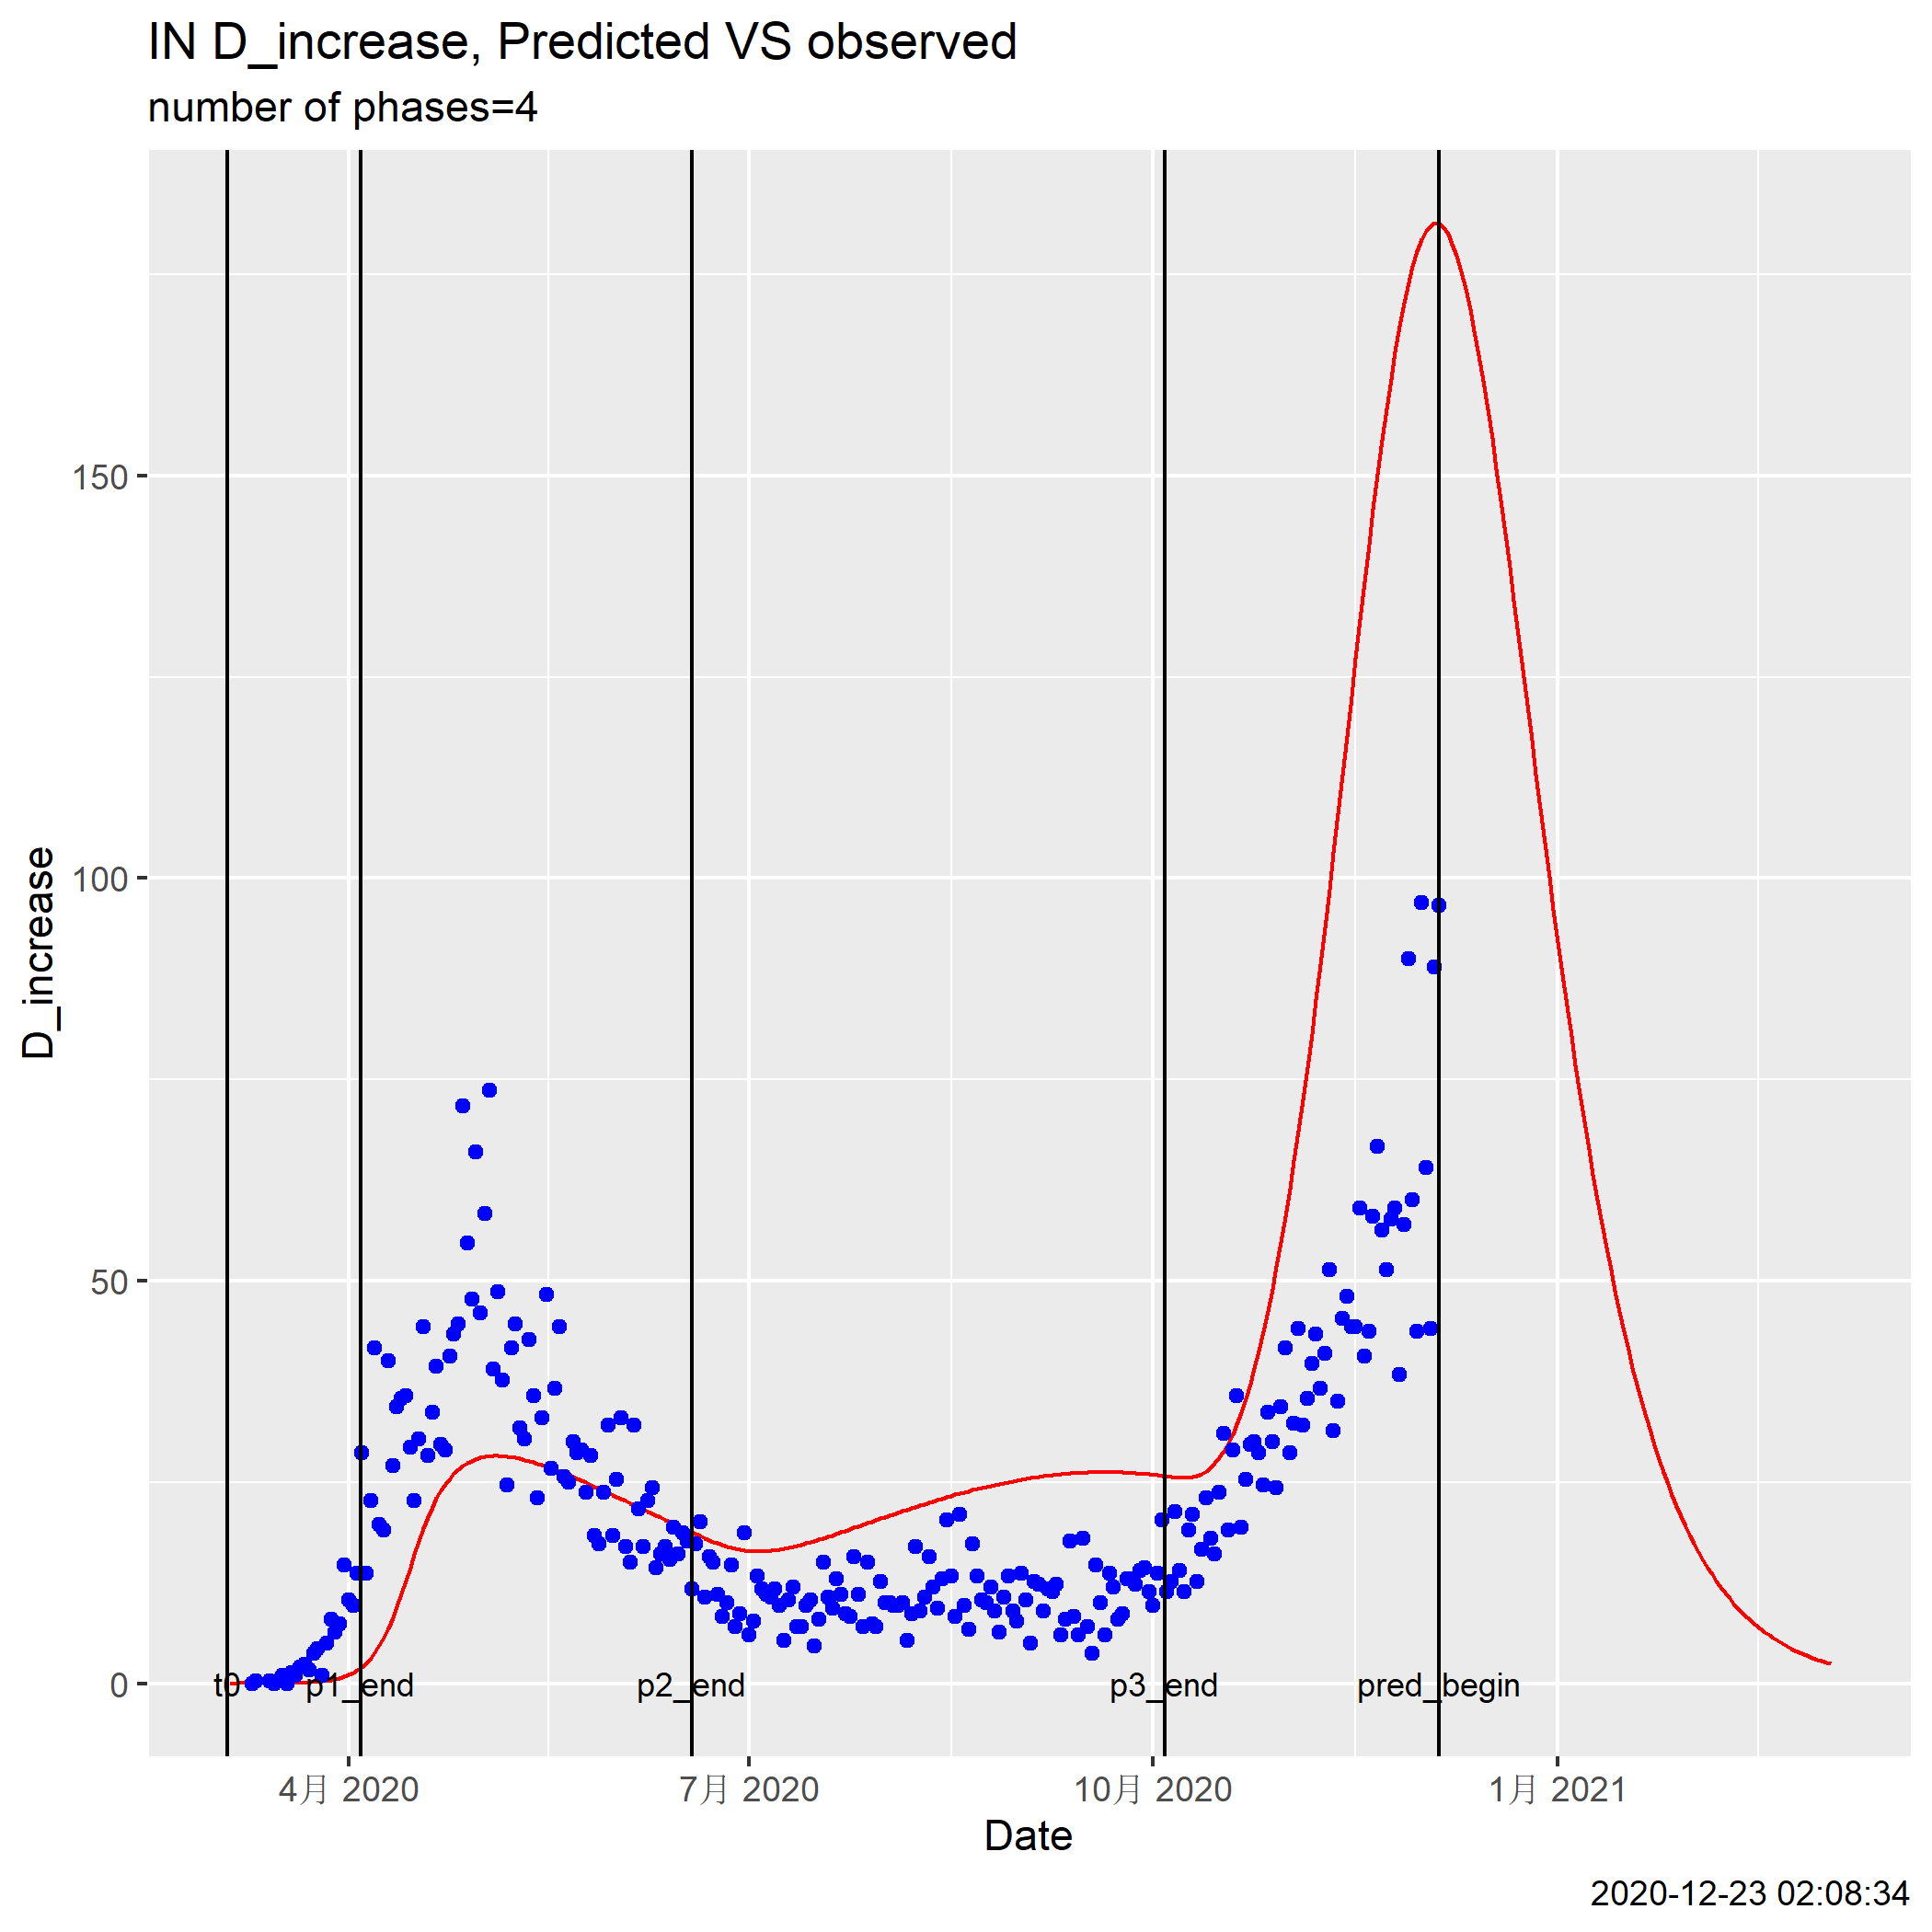 IN D_increase, Predicted VS observed
number of phases=4
D_increase
150
100
50
0
t0 p1_end p2_end p3_end pred_begin
4月 2020 7月 2020 10月 2020 1月 2021
Date
2020-12-23 02:08:34